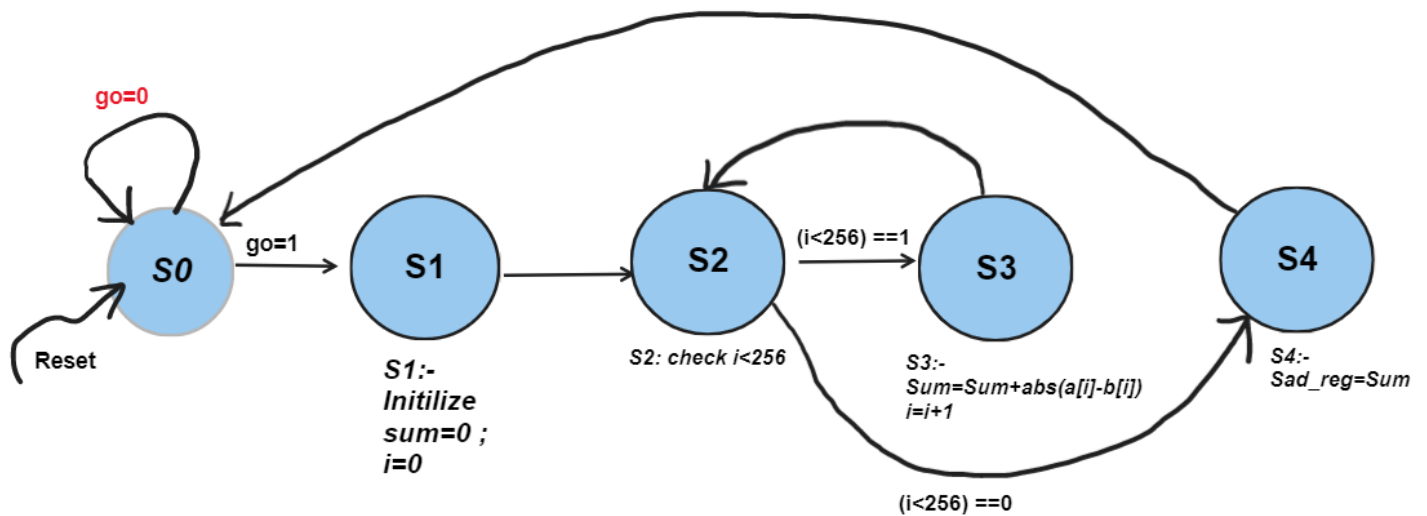 go=0
S0
go=1
Reset
S1
S1:-
Initilize
sum=0 ;
i=0
S2
S2: check i<256
(i<256) ==1
S3
S3:-
Sum=Sum+abs(a[i]-b[i])
i=i+1
(i<256) ==0
S4
S4:-
Sad_reg=Sum